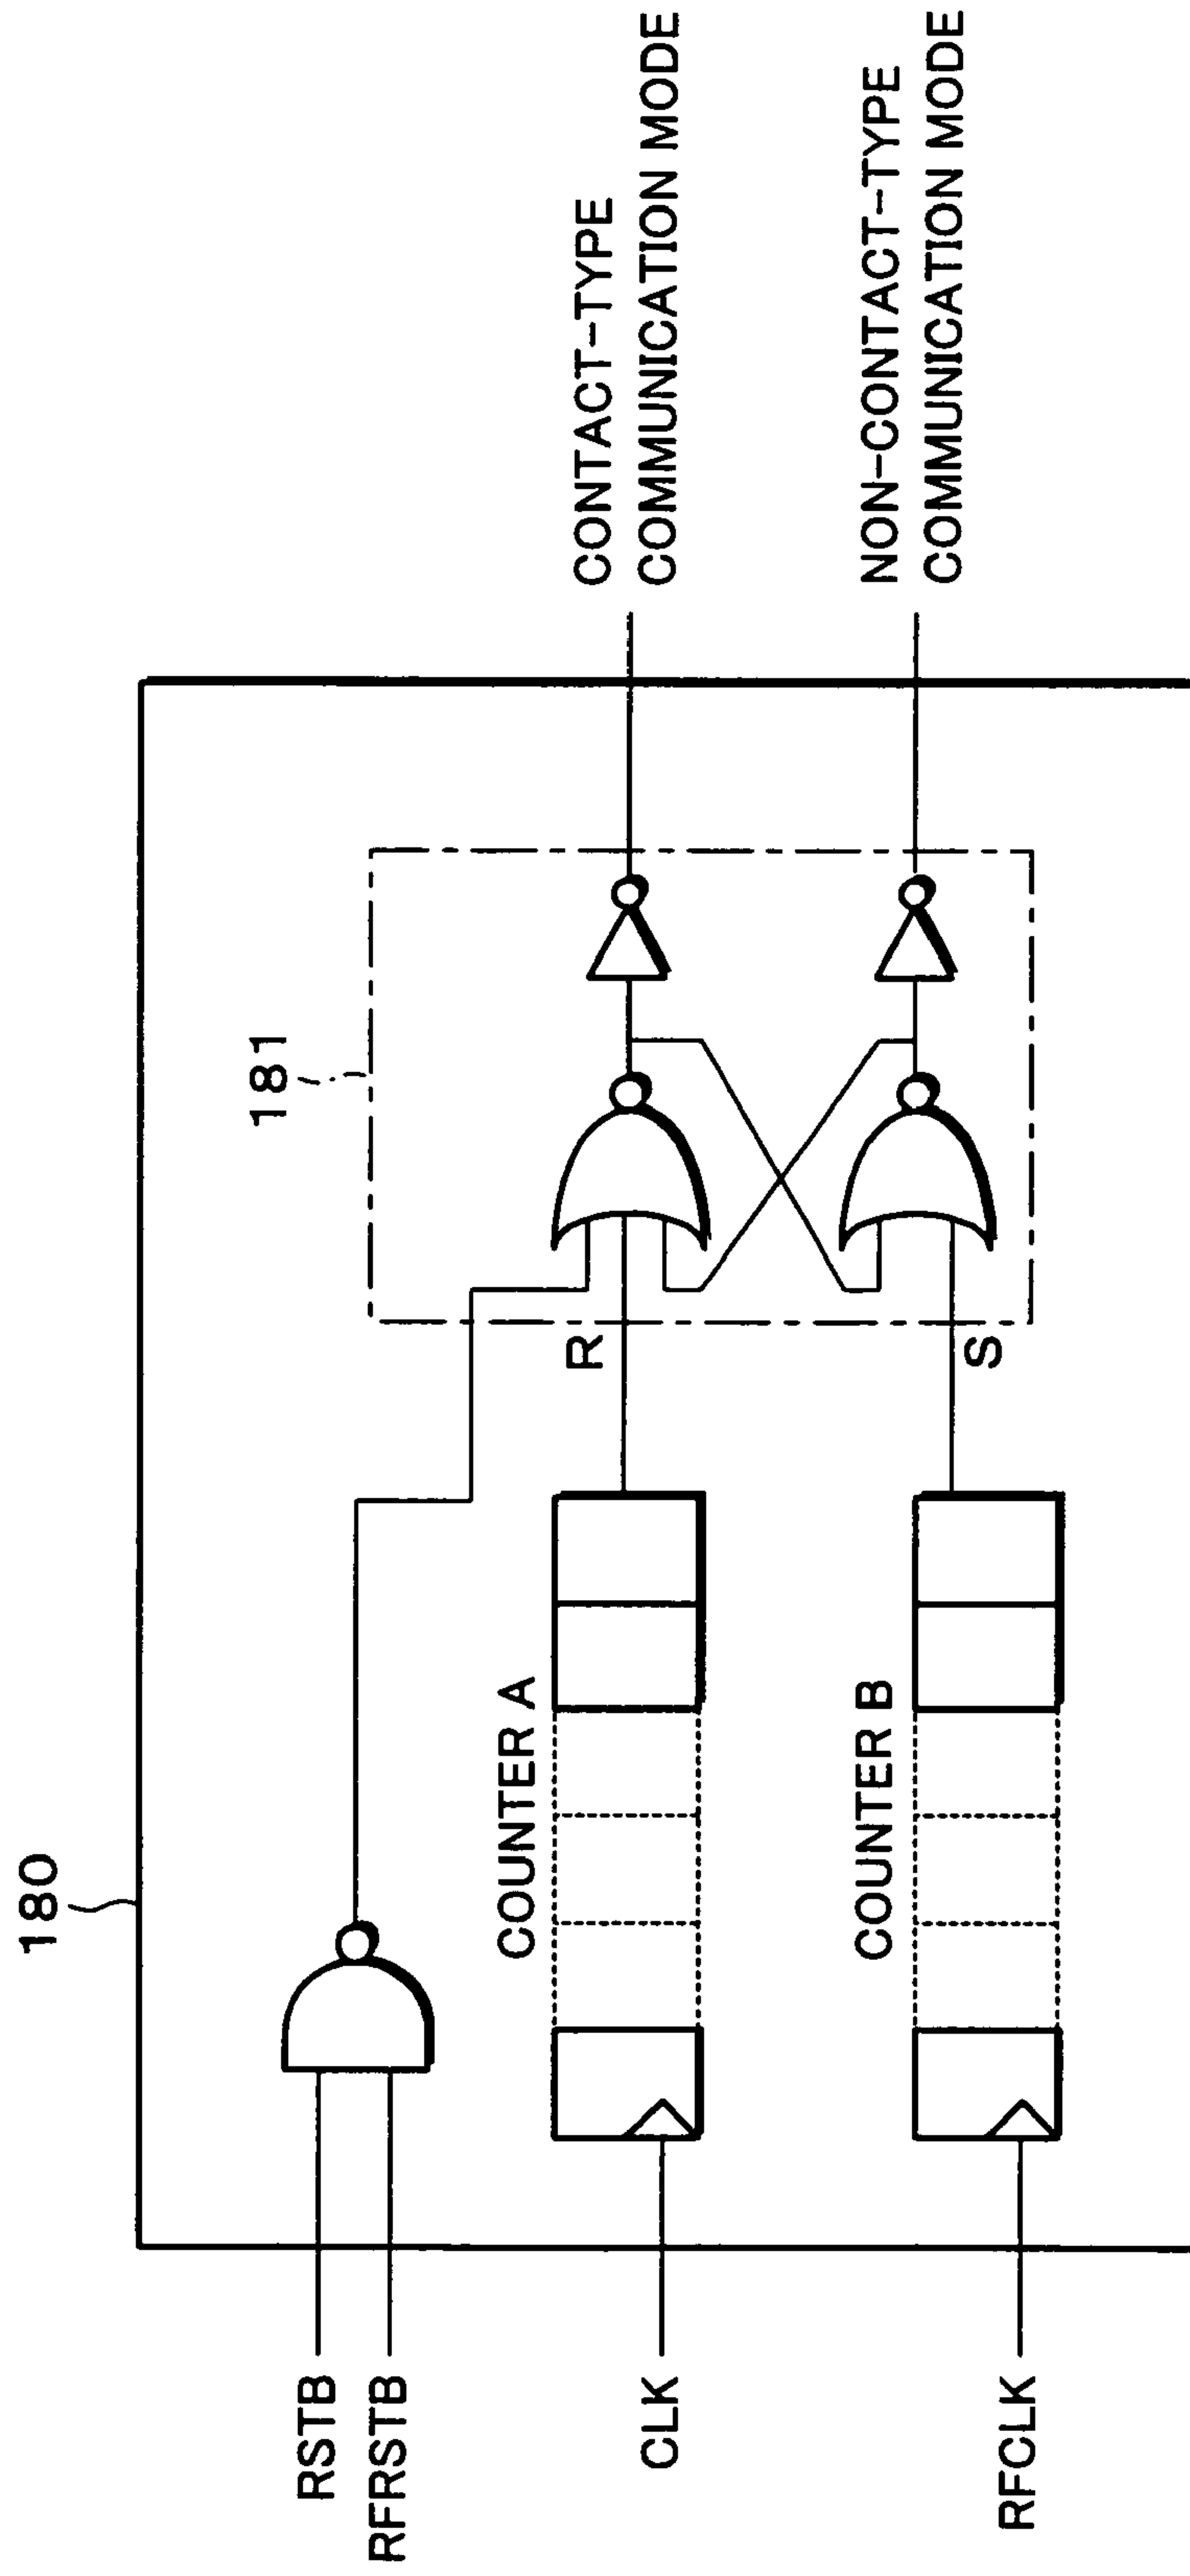 180
181
RSTB
RFRSTB
COUNTER A
R
CONTACT-TYPE
COMMUNICATION MODE
CLK
COUNTER B
S
NON-CONTACT-TYPE
COMMUNICATION MODE
RFCLK